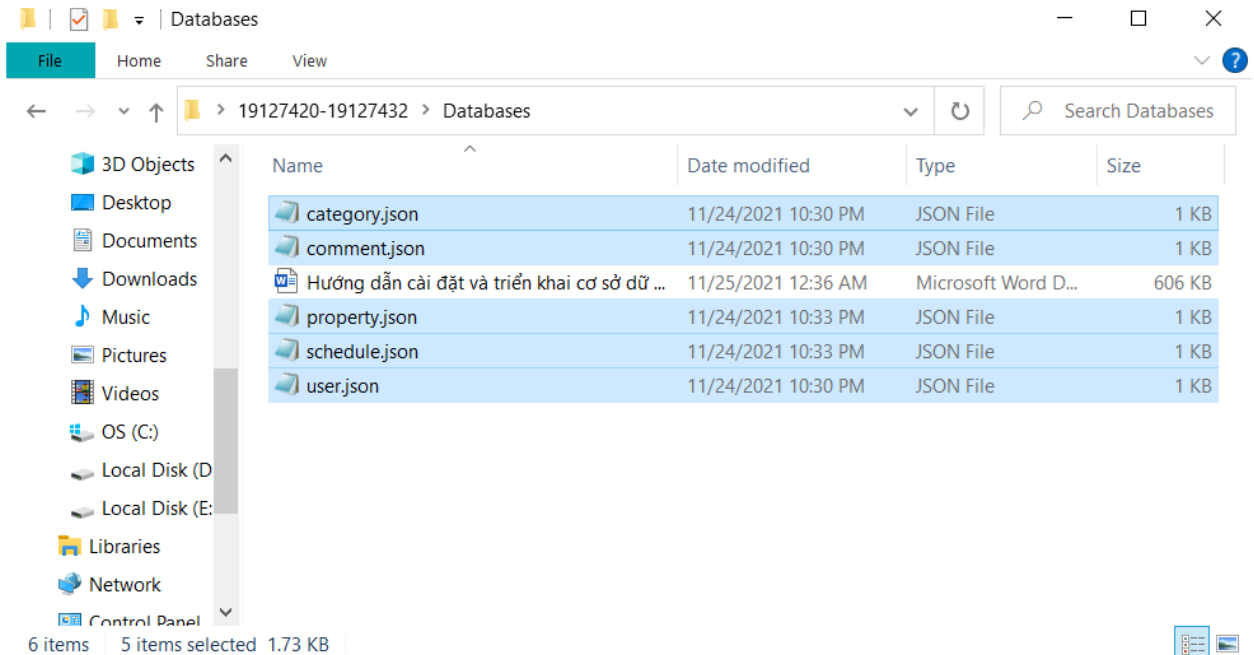 Databases
File Home Share View
19127420-19127432 > Databases
Search Databases
3D Objects
Desktop
Documents
Downloads
Music
Pictures
Videos
OS (C:)
Local Disk (D
Local Disk (E:
Libraries
Network
Control Panel
Name Date modified Type Size
category.json 11/24/2021 10:30 PM JSON File 1 KB
comment.json 11/24/2021 10:30 PM JSON File 1 KB
Hướng dẫn cài đặt và triển khai cơ sở dữ ... 11/25/2021 12:36 AM Microsoft Word D... 606 KB
property.json 11/24/2021 10:33 PM JSON File 1 KB
schedule.json 11/24/2021 10:33 PM JSON File 1 KB
user.json 11/24/2021 10:30 PM JSON File 1 KB
6 items 5 items selected 1.73 KB